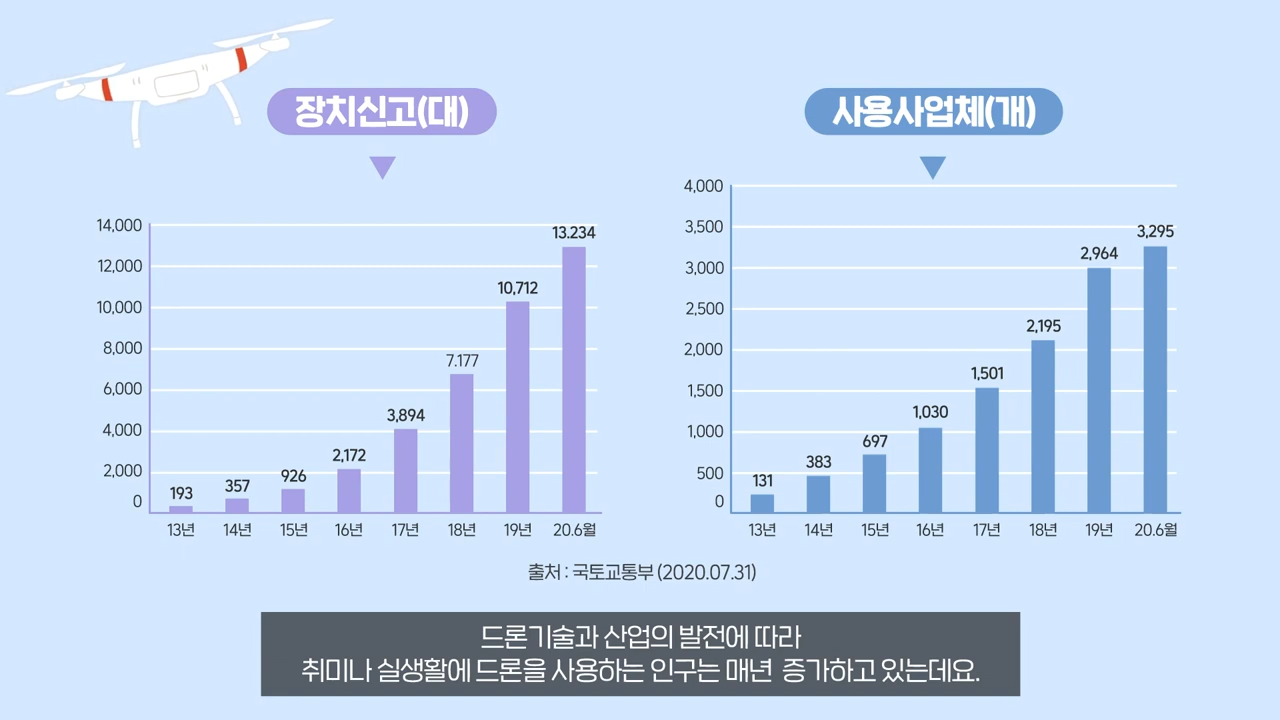 장치신고(대)
14,000
12,000
10,000
8,000
6,000
4,000
2,000
0
193
357
926
2,172
3,894
7.177
10,712
13.234
13년
14년
15년
16년
17년
18년
19년
20.6월
사용사업체(개)
4,000
3,500
3,000
2,500
2,000
1,500
1,000
500
0
131
383
697
1,030
1,501
2,195
2,964
3,295
13년
14년
15년
16년
17년
18년
19년
20.6월
출처 : 국토교통부 (2020.07.31)
드론기술과 산업의 발전에 따라
취미나 실생활에 드론을 사용하는 인구는 매년 증가하고 있는데요.